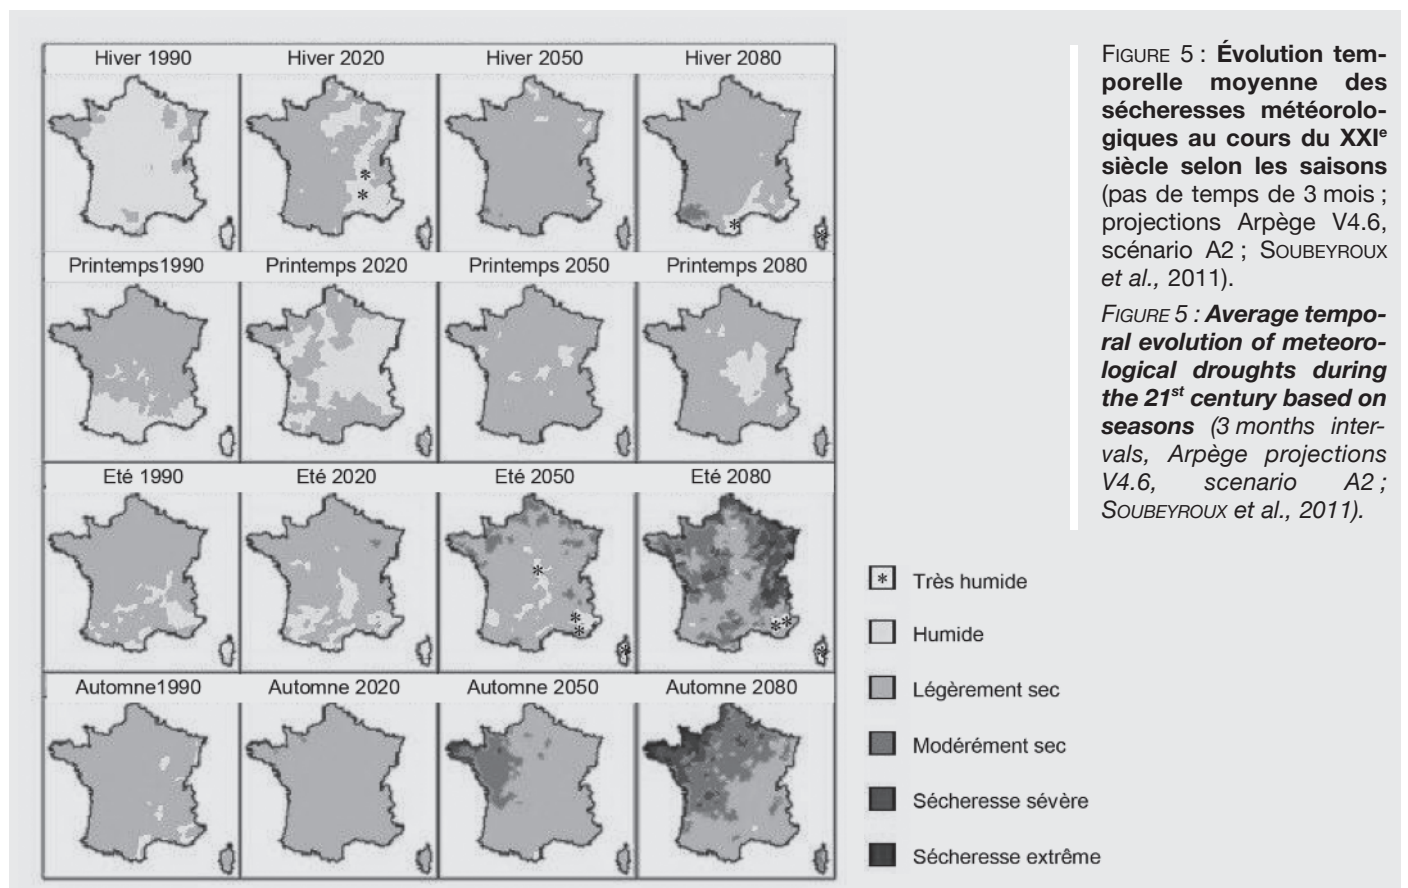 Hiver 1990
Hiver 2020
Hiver 2050
Hiver 2080
Printemps1990
Printemps 2020
Printemps 2050
Printemps 2080
Eté 1990
Eté 2020
Eté 2050
Eté 2080
Automne1990
Automne 2020
Automne 2050
Automne 2080
* Très humide
Humide
Légèrement sec
Modérément sec
Sécheresse sévère
Sécheresse extrême
FIGURE 5 : Évolution tem-
porelle moyenne des
sécheresses météorolo-
giques au cours du XXIe
siècle selon les saisons
(pas de temps de 3 mois ;
projections Arpège V4.6,
scénario A2 ; SOUBEYROUX
et al., 2011).
FIGURE 5 : Average tempo-
ral evolution of meteoro-
logical droughts during
the 21st century based on
seasons (3 months inter-
vals, Arpège projections
V4.6, scenario A2 ;
SOUBEYROUX et al., 2011).